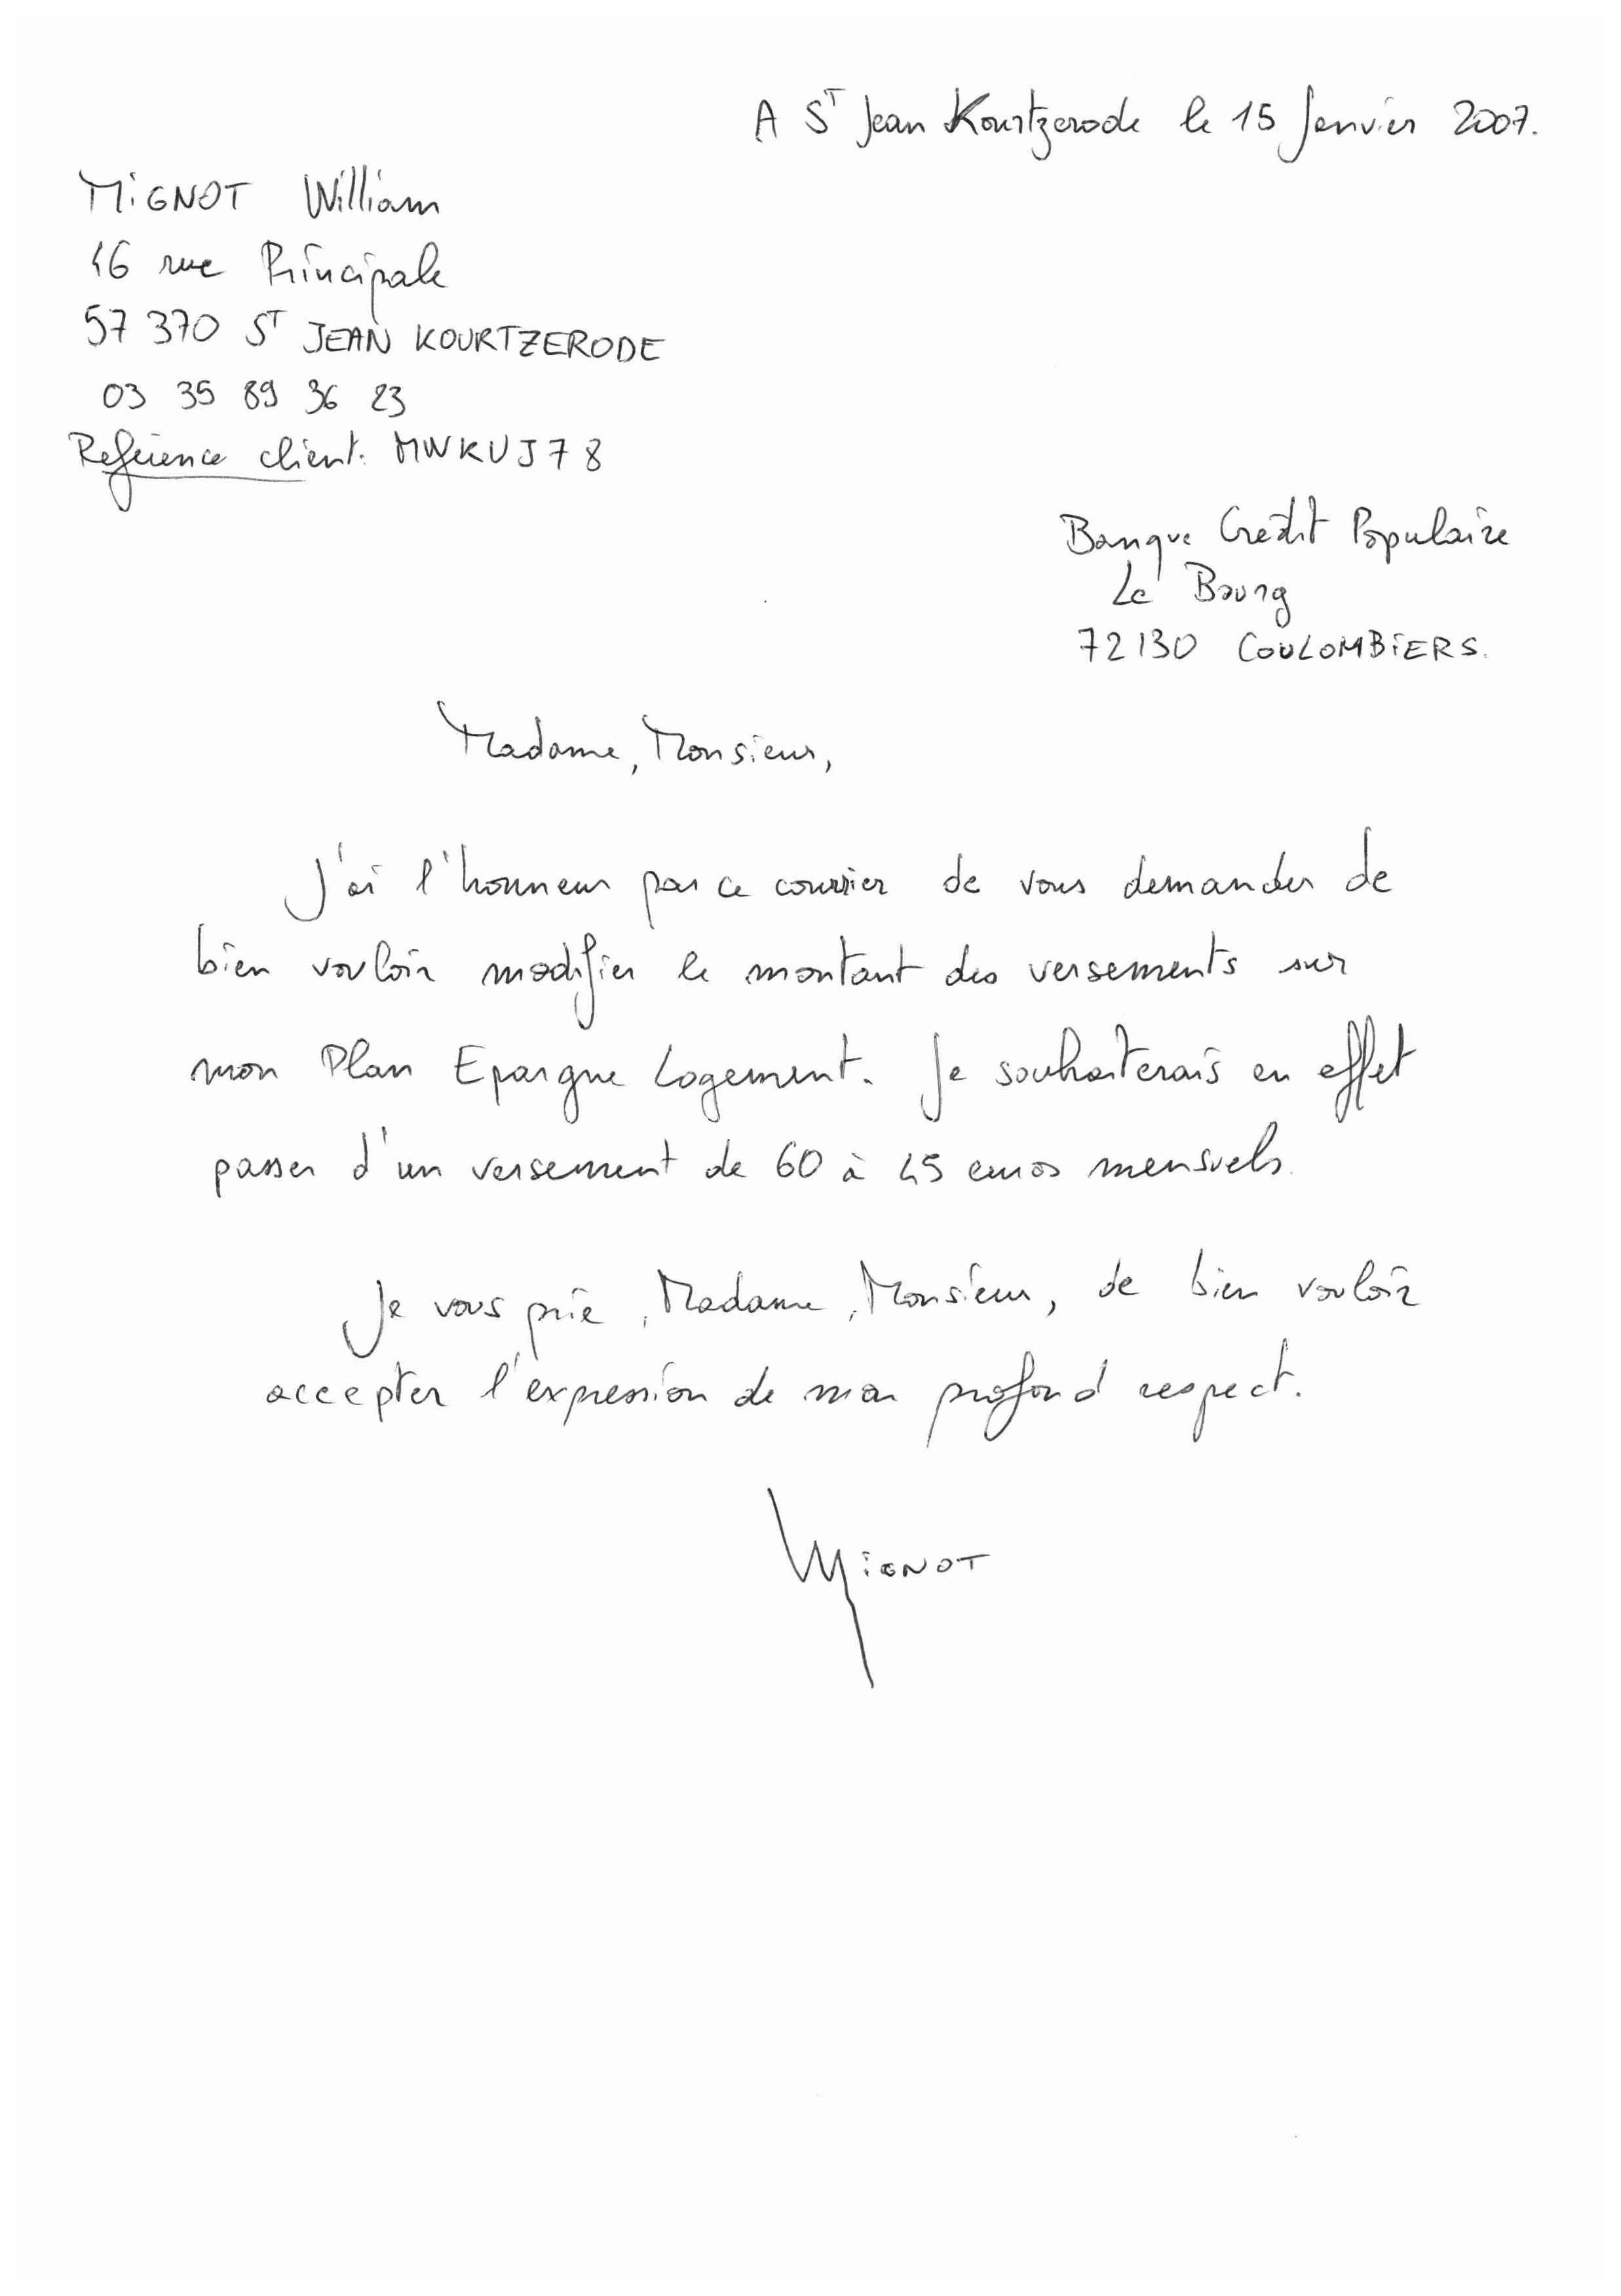 A S^T Jean Kourtzerode le 15 Janvier 2007.
MiGNOT William
46 rue Principale
57 370 S^T JEAN KOURTZERODE
03 35 89 36 23
Reférence client: MWKUJ78
Banque Crédit Populaire
Le Bourg
72130 COULOMBiERS.
Madame, Monsieur,
J'ai l'honneur par ce courrier de vous demander de
bien vouloir modifier le montant des versements sur
mon Plan Epargne Logement. Je souhaiterais en effet
passer d'un versement de 60 à 45 euros mensuels.
Je vous prie, Madame, Monsieur, de bien vouloir
accepter l'expression de mon profond respect.
MiGNOT